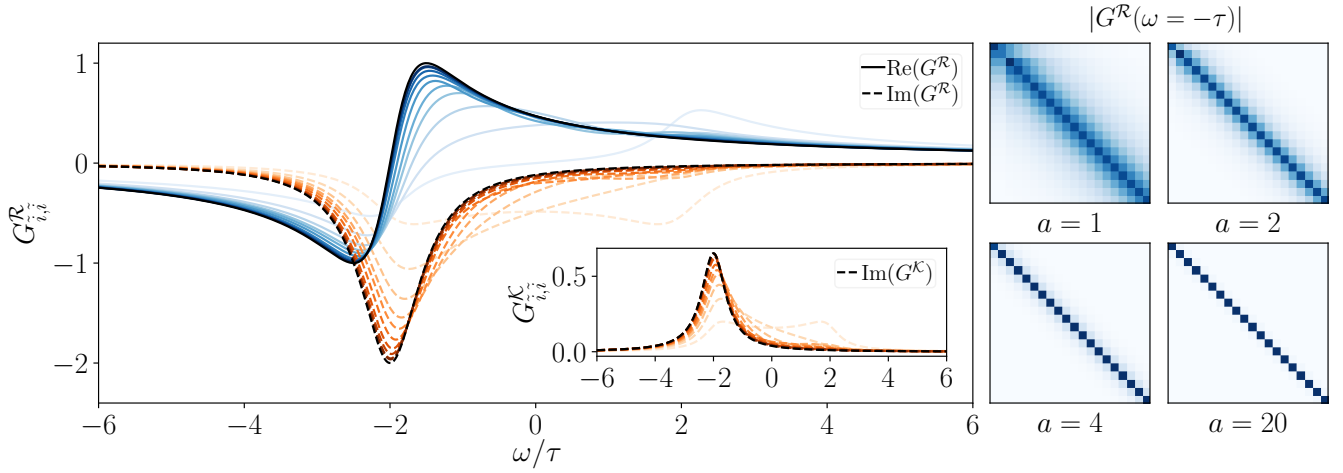 |G^R(ω = −τ)|
1
0
−1
−2
G^R_{ĩ,ĩ}
Re(G^R)
Im(G^R)
−6
−4
−2
0
2
4
6
ω/τ
0.5
0.0
G^K_{ĩ,ĩ}
Im(G^K)
−6
−4
−2
0
2
4
6
a = 1
a = 2
a = 4
a = 20